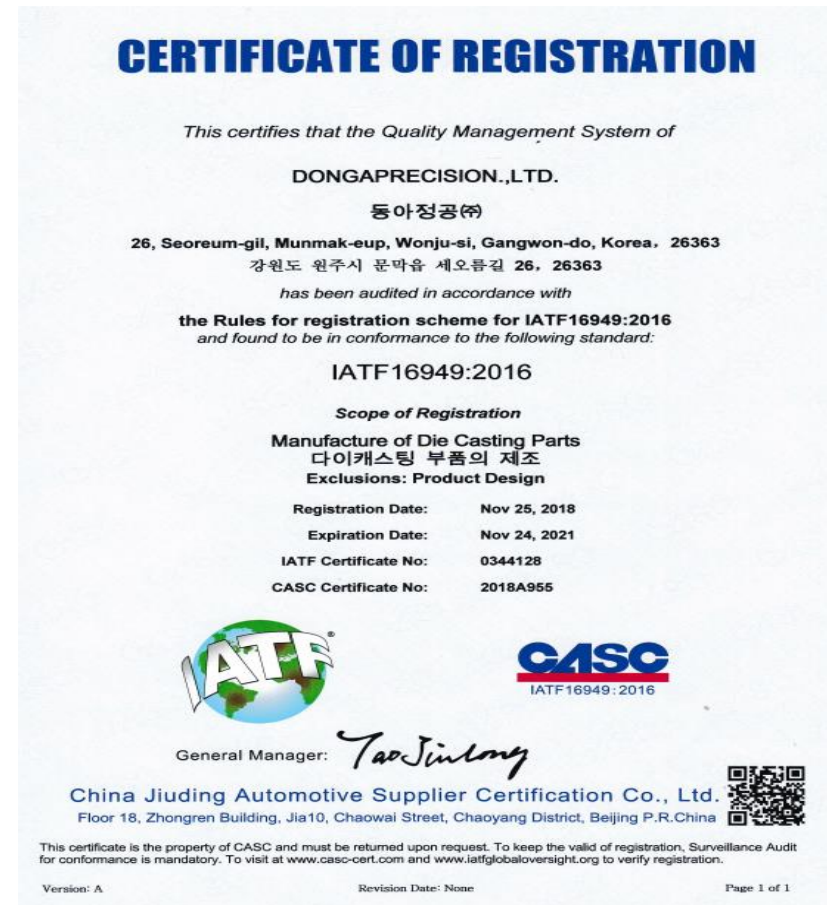 CERTIFICATE OF REGISTRATION
This certifies that the Quality Management System of
DONGAPRECISION.,LTD.
동아정공㈜
26, Seoreum-gil, Munmak-eup, Wonju-si, Gangwon-do, Korea, 26363
강원도 원주시 문막읍 세오름길 26, 26363
has been audited in accordance with
the Rules for registration scheme for IATF16949:2016
and found to be in conformance to the following standard:
IATF16949:2016
Scope of Registration
Manufacture of Die Casting Parts
다이캐스팅 부품의 제조
Exclusions: Product Design
Registration Date: Nov 25, 2018
Expiration Date: Nov 24, 2021
IATF Certificate No: 0344128
CASC Certificate No: 2018A955
IATF®
CASC
IATF16949:2016
General Manager: Tao Jinlong
China Jiuding Automotive Supplier Certification Co., Ltd.
Floor 18, Zhongren Building, Jia10, Chaowai Street, Chaoyang District, Beijing P.R.China
This certificate is the property of CASC and must be returned upon request. To keep the valid of registration, Surveillance Audit
for conformance is mandatory. To visit at www.casc-cert.com and www.iatfglobaloversight.org to verify registration.
Version: A Revision Date: None Page 1 of 1